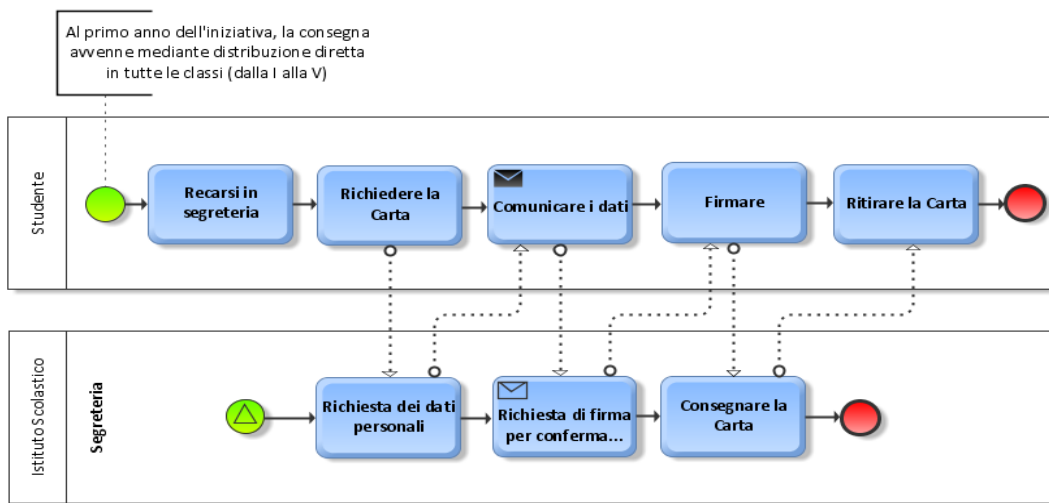 Al primo anno dell'iniziativa, la consegna
avvenne mediante distribuzione diretta
in tutte le classi (dalla I alla V)
Studente
Recarsi in
segreteria
Richiedere la
Carta
Comunicare i dati
Firmare
Ritirare la Carta
Istituto Scolastico
Segreteria
Richiesta dei dati
personali
Richiesta di firma
per conferma...
Consegnare la
Carta